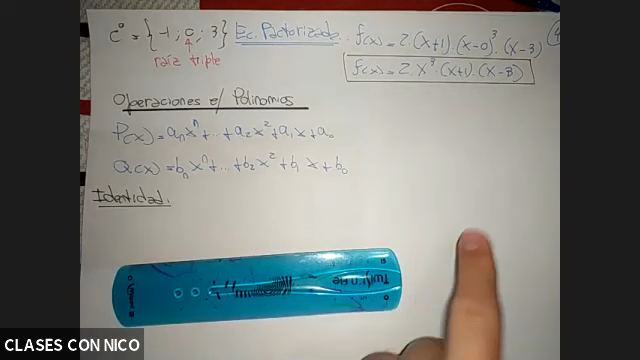 C° = { -1 ; 0 ; 3 } Ec. Factorizada. f(x) = 2 . (x+1) . (x-0)³ . (x-3)
raíz triple
f(x) = 2 . x³ . (x+1) . (x-3)
Operaciones e/ Polinomios
P(x) = aₙxⁿ + ... + a₂x² + a₁x + a₀
Q(x) = bₙxⁿ + ... + b₂x² + b₁x + b₀
Identidad.
CLASES CON NICO